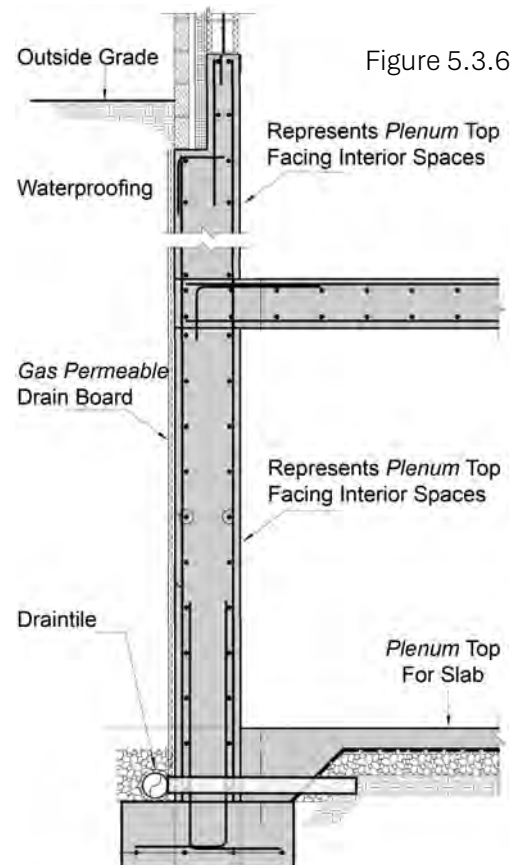 Outside Grade
Figure 5.3.6
Represents Plenum Top
Facing Interior Spaces
Waterproofing
Gas Permeable
Drain Board
Represents Plenum Top
Facing Interior Spaces
Draintile
Plenum Top
For Slab